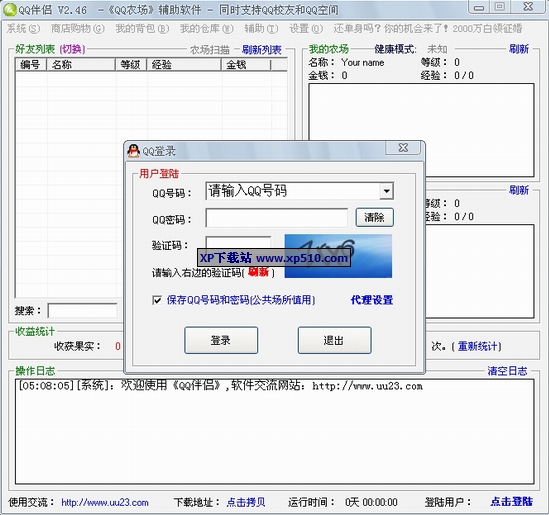 QQ伴侣 V2.46 -《QQ农场》辅助软件 - 同时支持QQ校友和QQ空间
系统(S) 商店购物(G) 我的背包(B) 我的仓库(W) 辅助(T) 设置(O) 还单身吗？你的机会来了！2000万白领征婚
好友列表 (切换) 农场扫描 刷新列表
编号 名称 等级 经验 金钱
我的农场 健康模式: 未知 刷新
名称: Your name 等级: 0
金钱: 0 经验: 0/0
QQ登录
用户登陆
QQ号码: 请输入QQ号码
QQ密码: 清除
验证码:
XP下载站 www.xp510.com
请输入右边的验证码(刷新)
保存QQ号码和密码(公共场所慎用) 代理设置
登录 退出
刷新
等级: 0
经验: 0/0
搜索:
收益统计
收获果实: 0 次。(重新统计)
操作日志 清空日志
[05:08:05][系统]: 欢迎使用《QQ伴侣》,软件交流网站: http://www.uu23.com
使用交流: http://www.uu23.com 下载地址: 点击拷贝 运行时间: 0天 00:00:00 登陆用户: 点击登陆